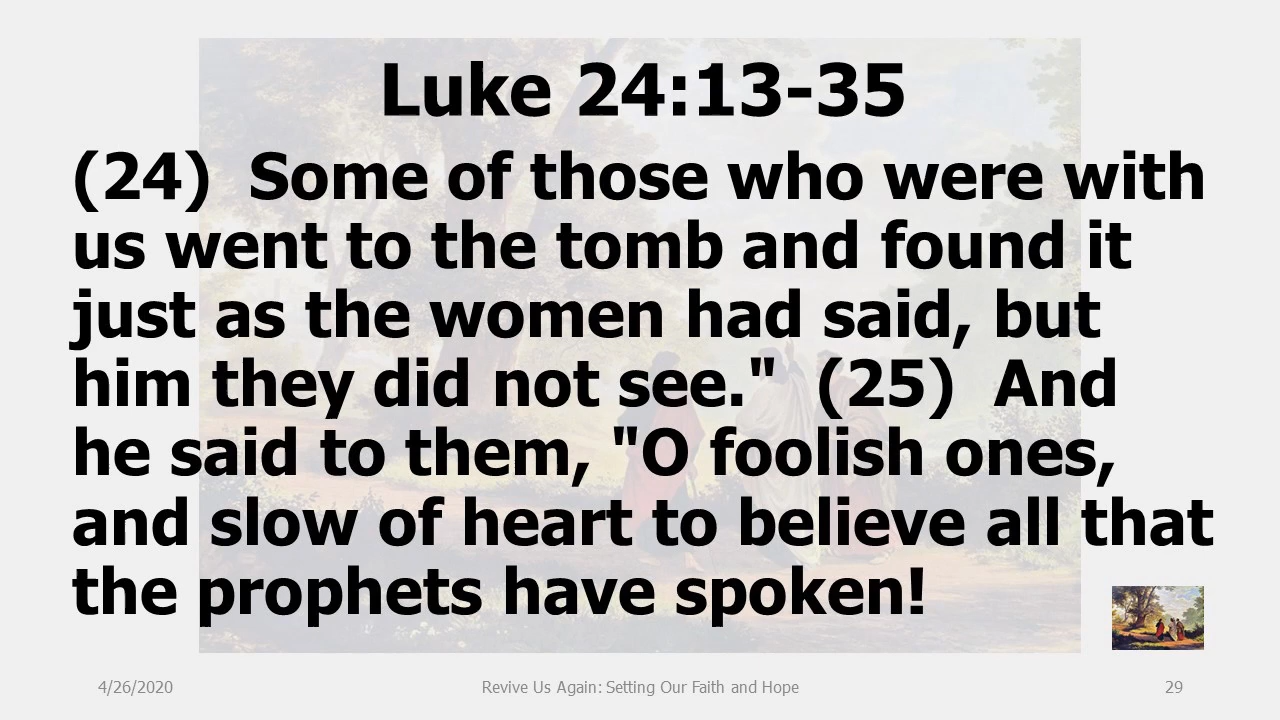 Luke 24:13-35
(24)  Some of those who were with
us went to the tomb and found it
just as the women had said, but
him they did not see."  (25)  And
he said to them, "O foolish ones,
and slow of heart to believe all that
the prophets have spoken!
4/26/2020
Revive Us Again: Setting Our Faith and Hope
29